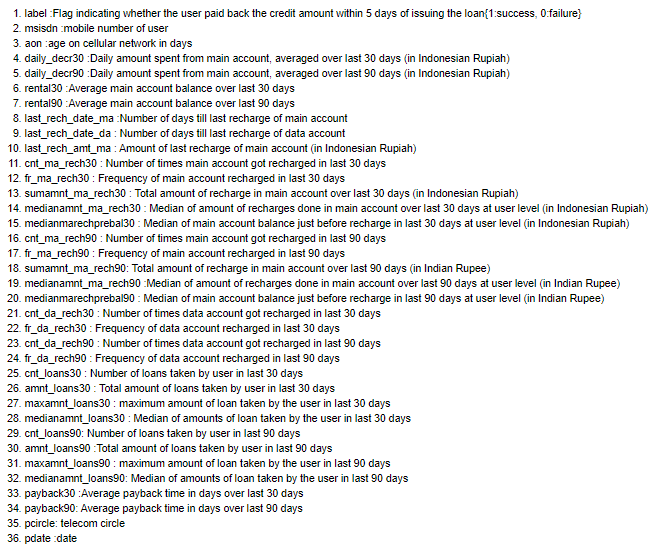 1. label :Flag indicating whether the user paid back the credit amount within 5 days of issuing the loan{1:success, 0:failure}
2. msisdn :mobile number of user
3. aon :age on cellular network in days
4. daily_decr30 :Daily amount spent from main account, averaged over last 30 days (in Indonesian Rupiah)
5. daily_decr90 :Daily amount spent from main account, averaged over last 90 days (in Indonesian Rupiah)
6. rental30 :Average main account balance over last 30 days
7. rental90 :Average main account balance over last 90 days
8. last_rech_date_ma :Number of days till last recharge of main account
9. last_rech_date_da : Number of days till last recharge of data account
10. last_rech_amt_ma : Amount of last recharge of main account (in Indonesian Rupiah)
11. cnt_ma_rech30 : Number of times main account got recharged in last 30 days
12. fr_ma_rech30 : Frequency of main account recharged in last 30 days
13. sumamnt_ma_rech30 : Total amount of recharge in main account over last 30 days (in Indonesian Rupiah)
14. medianamnt_ma_rech30 : Median of amount of recharges done in main account over last 30 days at user level (in Indonesian Rupiah)
15. medianmarechprebal30 : Median of main account balance just before recharge in last 30 days at user level (in Indonesian Rupiah)
16. cnt_ma_rech90 : Number of times main account got recharged in last 90 days
17. fr_ma_rech90 : Frequency of main account recharged in last 90 days
18. sumamnt_ma_rech90: Total amount of recharge in main account over last 90 days (in Indian Rupee)
19. medianamnt_ma_rech90 :Median of amount of recharges done in main account over last 90 days at user level (in Indian Rupee)
20. medianmarechprebal90 : Median of main account balance just before recharge in last 90 days at user level (in Indian Rupee)
21. cnt_da_rech30 : Number of times data account got recharged in last 30 days
22. fr_da_rech30 : Frequency of data account recharged in last 30 days
23. cnt_da_rech90 : Number of times data account got recharged in last 90 days
24. fr_da_rech90 : Frequency of data account recharged in last 90 days
25. cnt_loans30 : Number of loans taken by user in last 30 days
26. amnt_loans30 : Total amount of loans taken by user in last 30 days
27. maxamnt_loans30 : maximum amount of loan taken by the user in last 30 days
28. medianamnt_loans30 : Median of amounts of loan taken by the user in last 30 days
29. cnt_loans90: Number of loans taken by user in last 90 days
30. amnt_loans90 :Total amount of loans taken by user in last 90 days
31. maxamnt_loans90 : maximum amount of loan taken by the user in last 90 days
32. medianamnt_loans90: Median of amounts of loan taken by the user in last 90 days
33. payback30 :Average payback time in days over last 30 days
34. payback90: Average payback time in days over last 90 days
35. pcircle: telecom circle
36. pdate :date